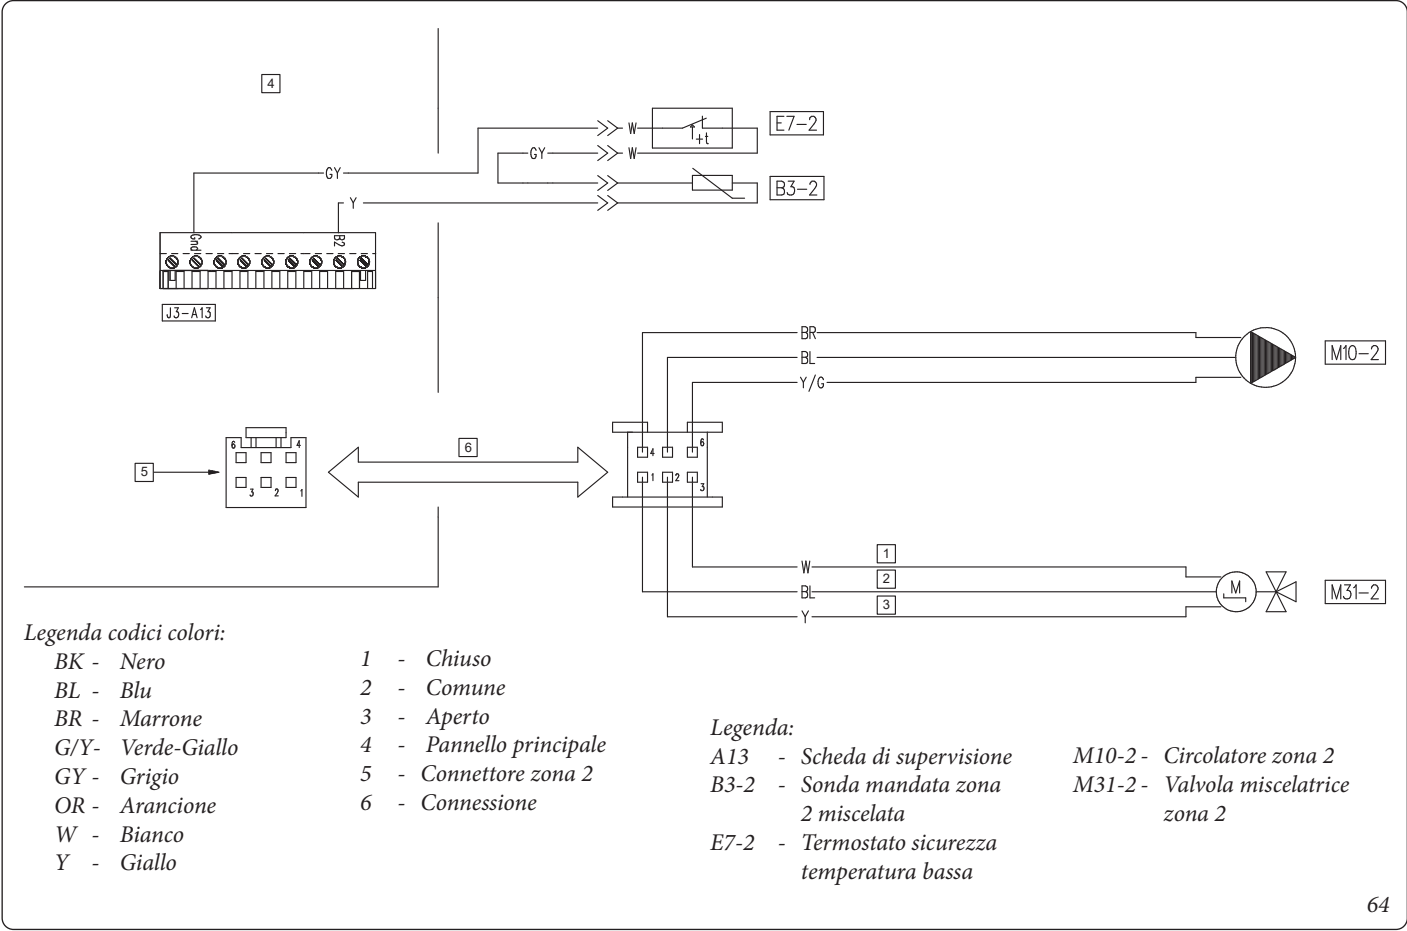 4
W
+t
E7-2
GY
W
GY
B3-2
Y
Gnd
B2
J3-A13
BR
BL
M10-2
Y/G
6 4
5
3 2 1
6
4 6
1 2 3
W 1
BL 2
Y 3
M
M31-2
Legenda codici colori:
BK - Nero
BL - Blu
BR - Marrone
G/Y- Verde-Giallo
GY - Grigio
OR - Arancione
W - Bianco
Y - Giallo
1 - Chiuso
2 - Comune
3 - Aperto
4 - Pannello principale
5 - Connettore zona 2
6 - Connessione
Legenda:
A13 - Scheda di supervisione
B3-2 - Sonda mandata zona
2 miscelata
E7-2 - Termostato sicurezza
temperatura bassa
M10-2 - Circolatore zona 2
M31-2 - Valvola miscelatrice
zona 2
64